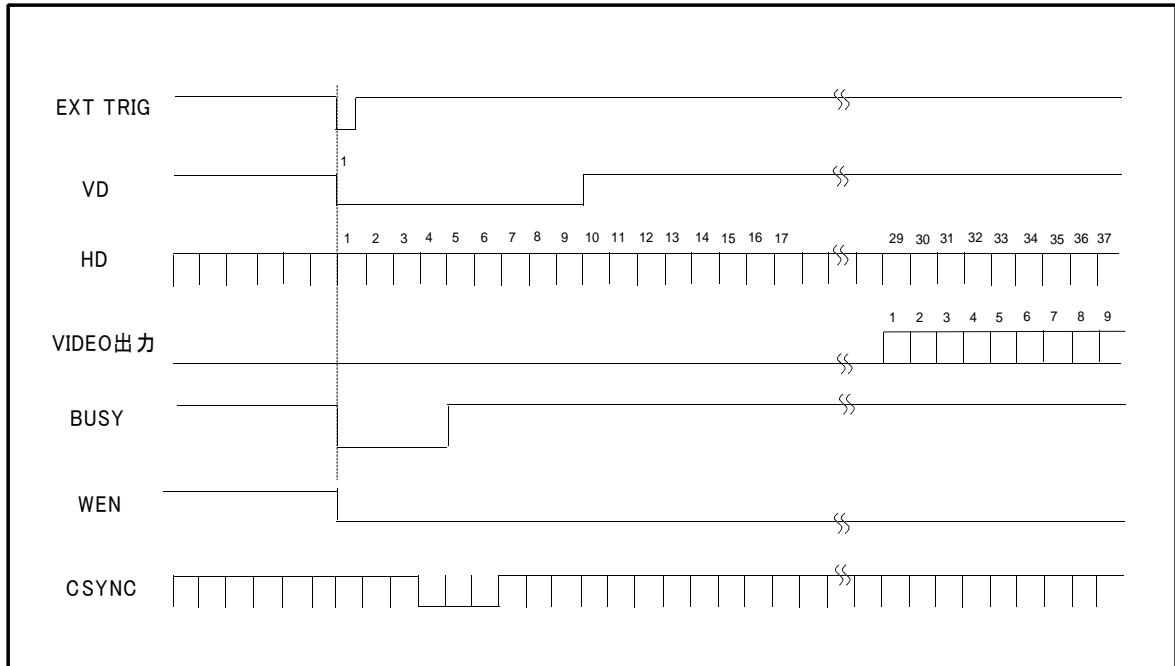 EXT TRIG
1
VD
1 2 3 4 5 6 7 8 9 10 11 12 13 14 15 16 17 29 30 31 32 33 34 35 36 37
HD
1 2 3 4 5 6 7 8 9
VIDEO出力
BUSY
WEN
CSYNC